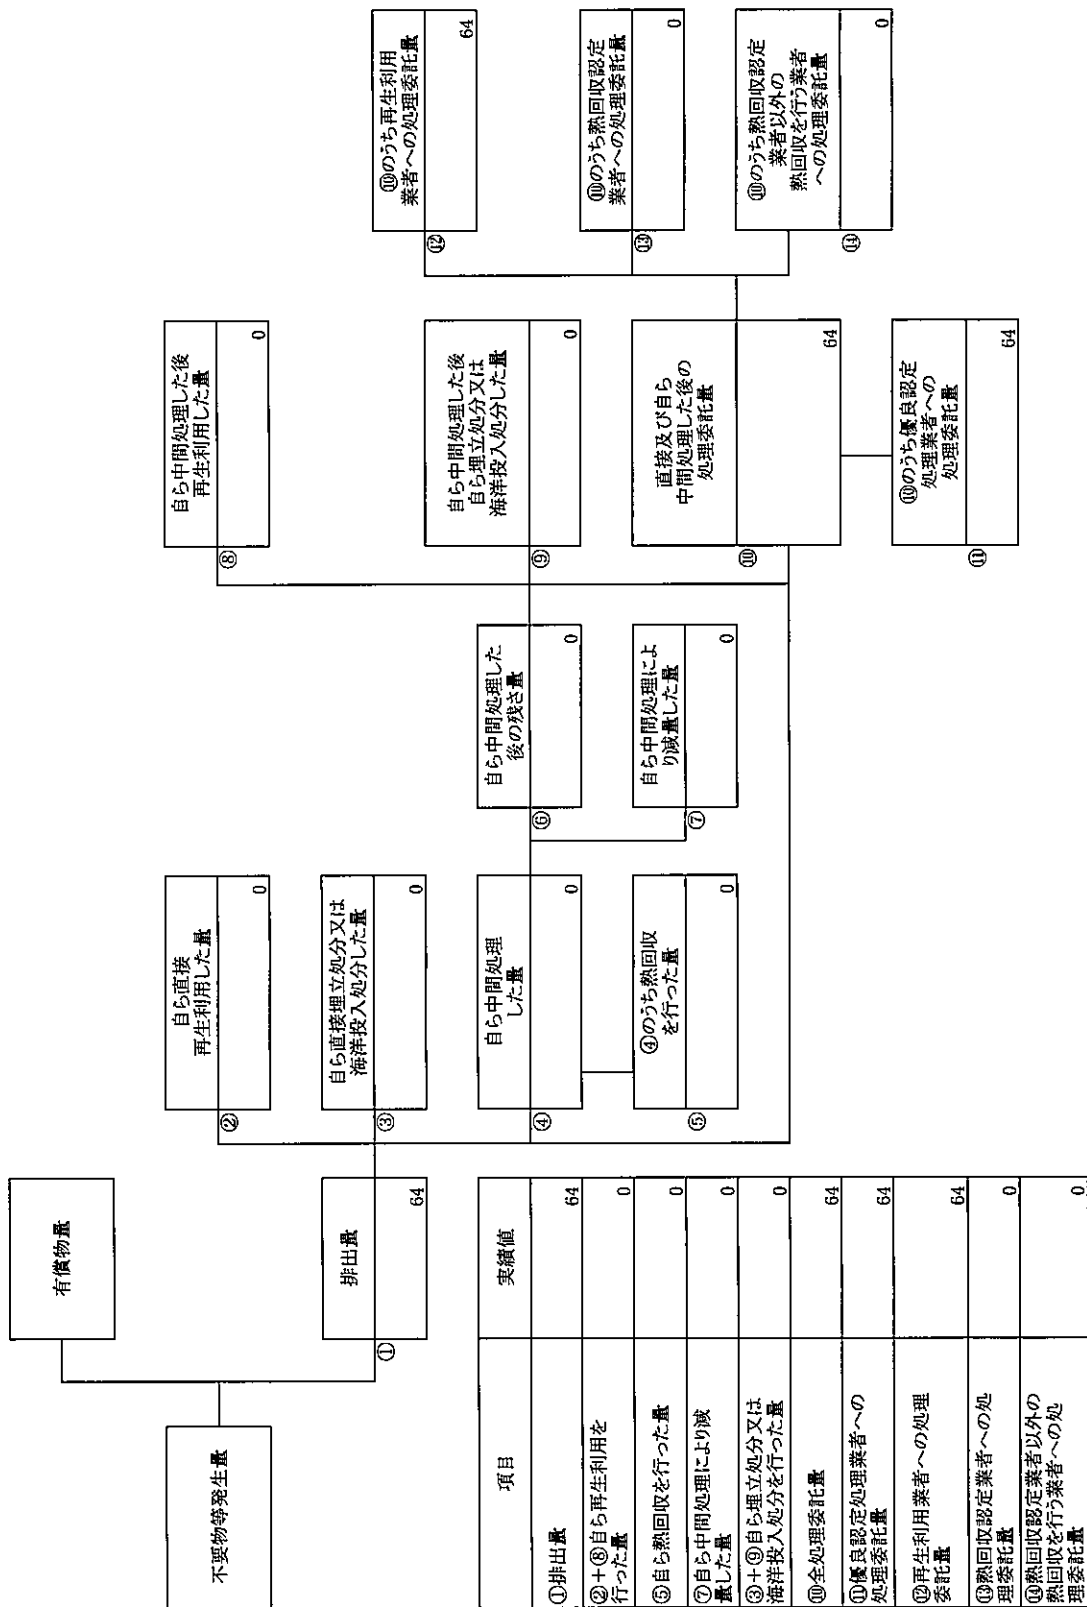 不要物等発生量
有償物量
①
排出量
64
②
自ら直接
再生利用した量
0
③
自ら直接埋立処分又は
海洋投入処分した量
0
④
自ら中間処理
した量
0
⑤
④のうち熱回収
を行った量
0
⑥
自ら中間処理した
後の残さ量
0
⑦
自ら中間処理によ
り減量した量
0
⑧
自ら中間処理した後
再生利用した量
0
⑨
自ら中間処理した後
自ら埋立処分又は
海洋投入処分した量
0
⑩
直接及び自ら
中間処理した後の
処理委託量
64
⑪
⑩のうち優良認定
処理業者への
処理委託量
64
⑫
⑩のうち再生利用
業者への処理委託量
64
⑬
⑩のうち熱回収認定
業者への処理委託量
0
⑭
⑩のうち熱回収認定
業者以外の
熱回収を行う業者
への処理委託量
0
項目
実績値
①排出量
64
②+⑧自ら再生利用を
行った量
0
⑤自ら熱回収を行った量
0
⑦自ら中間処理により減
量した量
0
③+⑨自ら埋立処分又は
海洋投入処分を行った量
0
⑩全処理委託量
64
⑪優良認定処理業者への
処理委託量
64
⑫再生利用業者への処理
委託量
64
⑬熱回収認定業者への処
理委託量
0
⑭熱回収認定業者以外の
熱回収を行う業者への処
理委託量
0